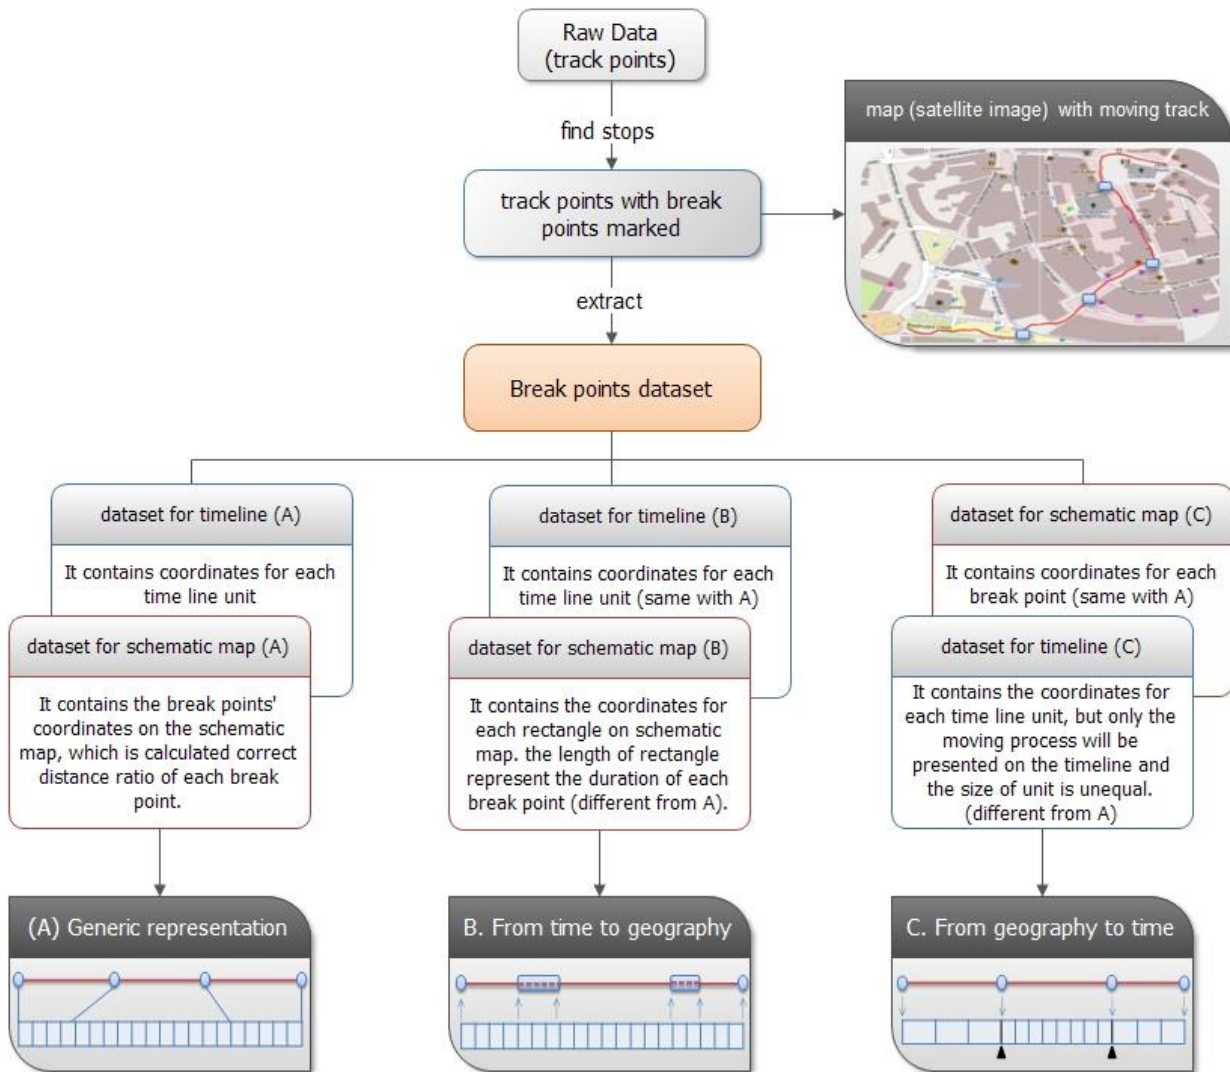 Raw Data
(track points)
find stops
map (satellite image) with moving track
track points with break
points marked
extract
Break points dataset
dataset for timeline (A)
It contains coordinates for each
time line unit
dataset for schematic map (A)
It contains the break points'
coordinates on the schematic
map, which is calculated correct
distance ratio of each break
point.
dataset for timeline (B)
It contains coordinates for each
time line unit (same with A)
dataset for schematic map (B)
It contains the coordinates for
each rectangle on schematic
map. the length of rectangle
represent the duration of each
break point (different from A).
dataset for schematic map (C)
It contains coordinates for each
break point (same with A)
dataset for timeline (C)
It contains the coordinates for
each time line unit, but only the
moving process will be
presented on the timeline and
the size of unit is unequal.
(different from A)
(A) Generic representation
B. From time to geography
C. From geography to time